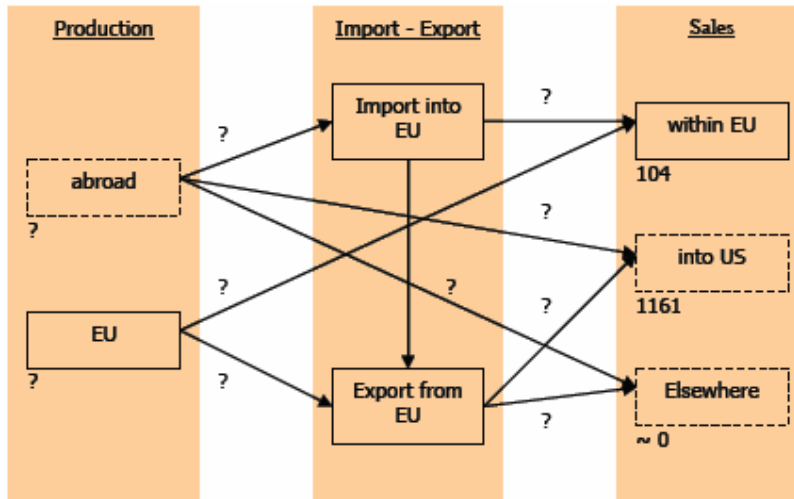 Production
Import - Export
Sales
?
?
Import into
EU
within EU
104
abroad
?
?
into US
1161
?
?
?
EU
?
?
Export from
EU
?
Elsewhere
~ 0